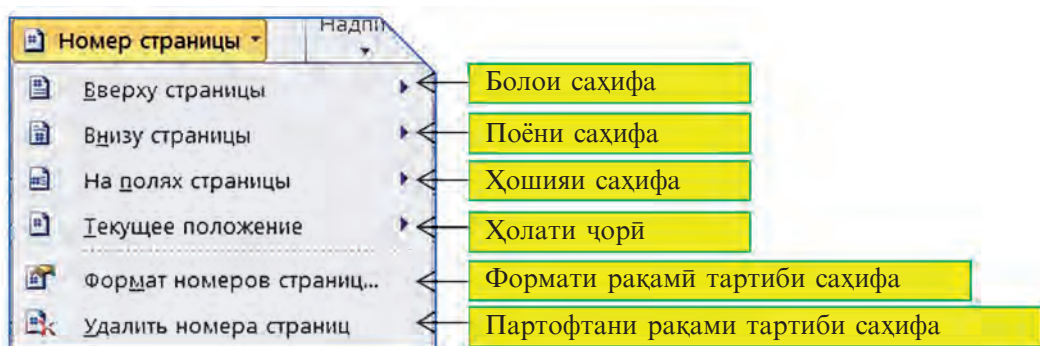 Номер страницы
Надпи
Вверху страницы
Болои саҳифа
Внизу страницы
Поёни саҳифа
На полях страницы
Ҳошияи саҳифа
Текущее положение
Ҳолати ҷорӣ
Формат номеров страниц...
Формати рақамӣ тартиби саҳифа
Удалить номера страниц
Партофтани рақами тартиби саҳифа